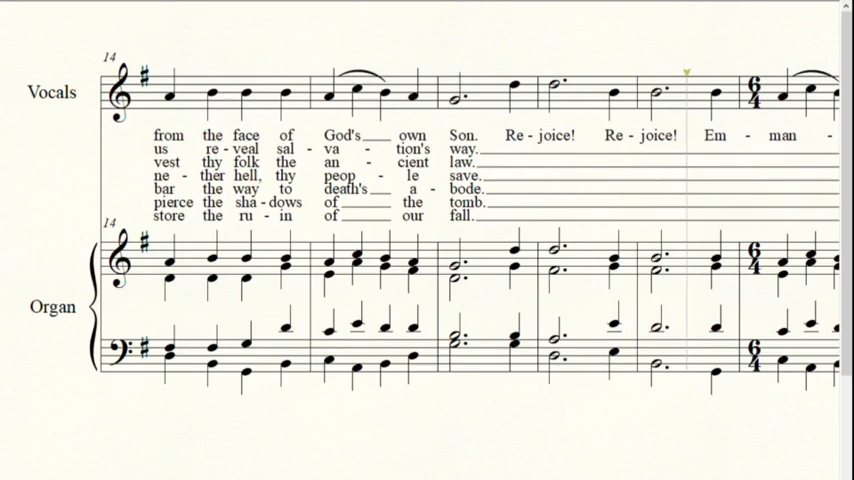 14
Vocals
6
4
from the face of God's own Son. Re - joice! Re - joice! Em - man -
us re - veal sal - va - tion's way.
vest thy folk the an - cient law.
ne - ther hell, thy peop - le save.
bar the way to death's a - bode.
pierce the sha - dows of the tomb.
store the ru - in of our fall.
14
Organ
6
4
6
4